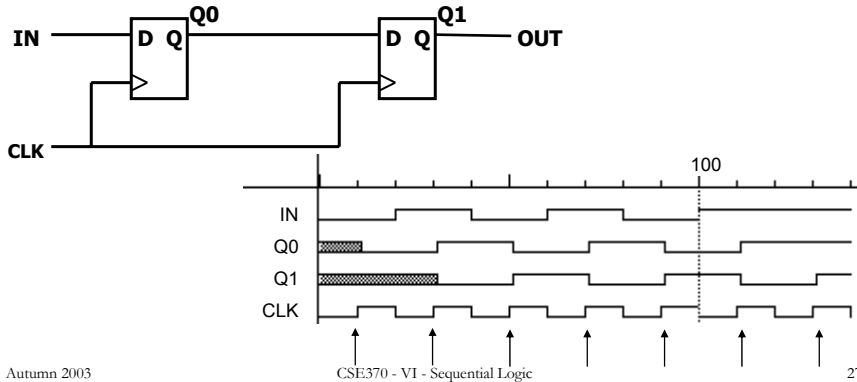 Q0 Q1
IN D Q D Q OUT
CLK
100
IN
Q0
Q1
CLK
Autumn 2003 CSE370 - VI - Sequential Logic